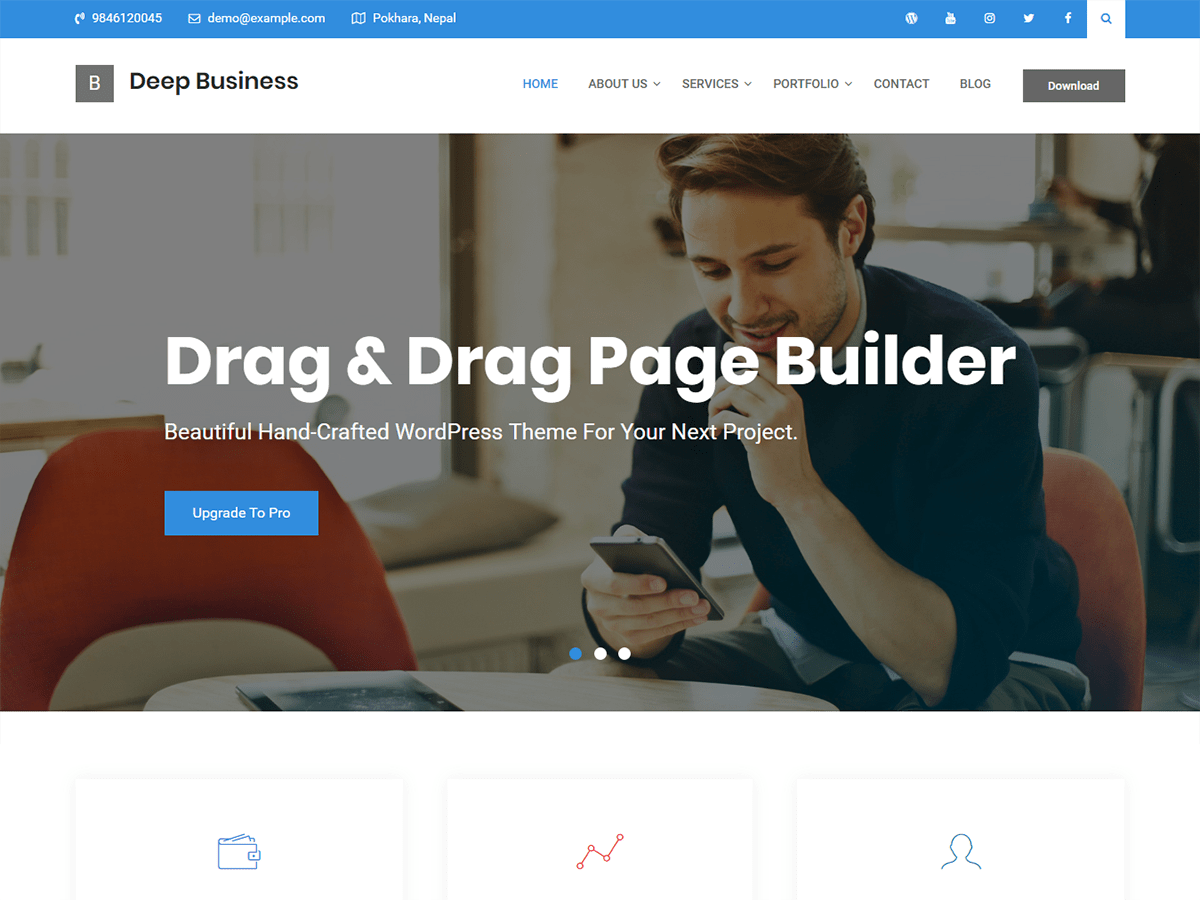 9846120045 demo@example.com Pokhara, Nepal
B Deep Business
HOME ABOUT US SERVICES PORTFOLIO CONTACT BLOG Download
Drag & Drag Page Builder
Beautiful Hand-Crafted WordPress Theme For Your Next Project.
Upgrade To Pro